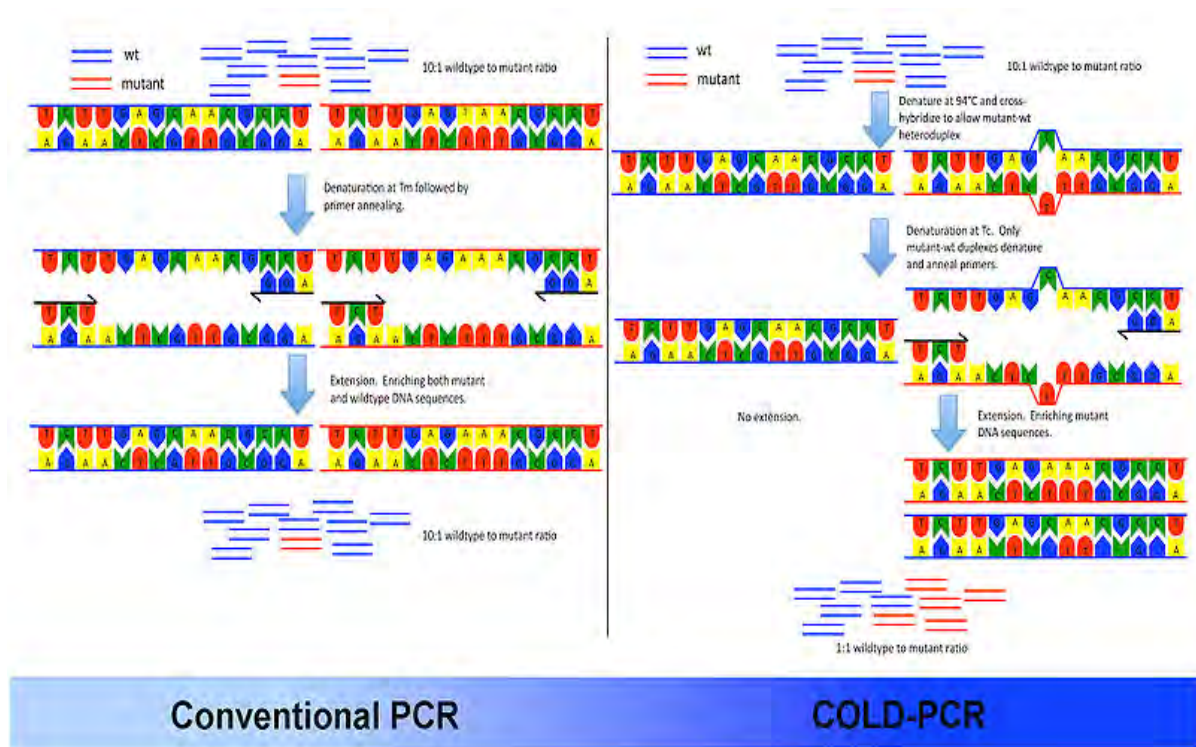 wt
mutant
10:1 wildtype to mutant ratio
T C T T G A G C A A C G C C T
A G A A C T C G T T G C G G A
Denaturation at Tm followed by
primer annealing.
T C T T G A G C A A C G C C T
T C T T G A G A A A C G C C T
G G A
G G A
T C T
T C T
A G A A C T C G T T G C G G A
A G A A C T C T T T G C G G A
Extension. Enriching both mutant
and wildtype DNA sequences.
T C T T G A G C A A C G C C T
T C T T G A G A A A C G C C T
A G A A C T C G T T G C G G A
A G A A C T C T T T G C G G A
10:1 wildtype to mutant ratio
Conventional PCR
wt
mutant
10:1 wildtype to mutant ratio
Denature at 94°C and cross-
hybridize to allow mutant-wt
heteroduplex
T C T T G A G C A A C G C C T
T C T T G A G C A A C G C C T
A G A A C T C G T T G C G G A
A G A A C T C T T T G C G G A
Denaturation at Tc. Only
mutant-wt duplexes denature
and anneal primers.
T C T T G A G C A A C G C C T
G G A
T C T T G A G C A A C G C C T
A G A A C T C G T T G C G G A
T C T
A G A A C T C T T T G C G G A
No extension.
Extension. Enriching mutant
DNA sequences.
T C T T G A G A A A C G C C T
A G A A C T C T T T G C G G A
T C T T G A G C A A C G C C T
1:1 wildtype to mutant ratio
COLD-PCR